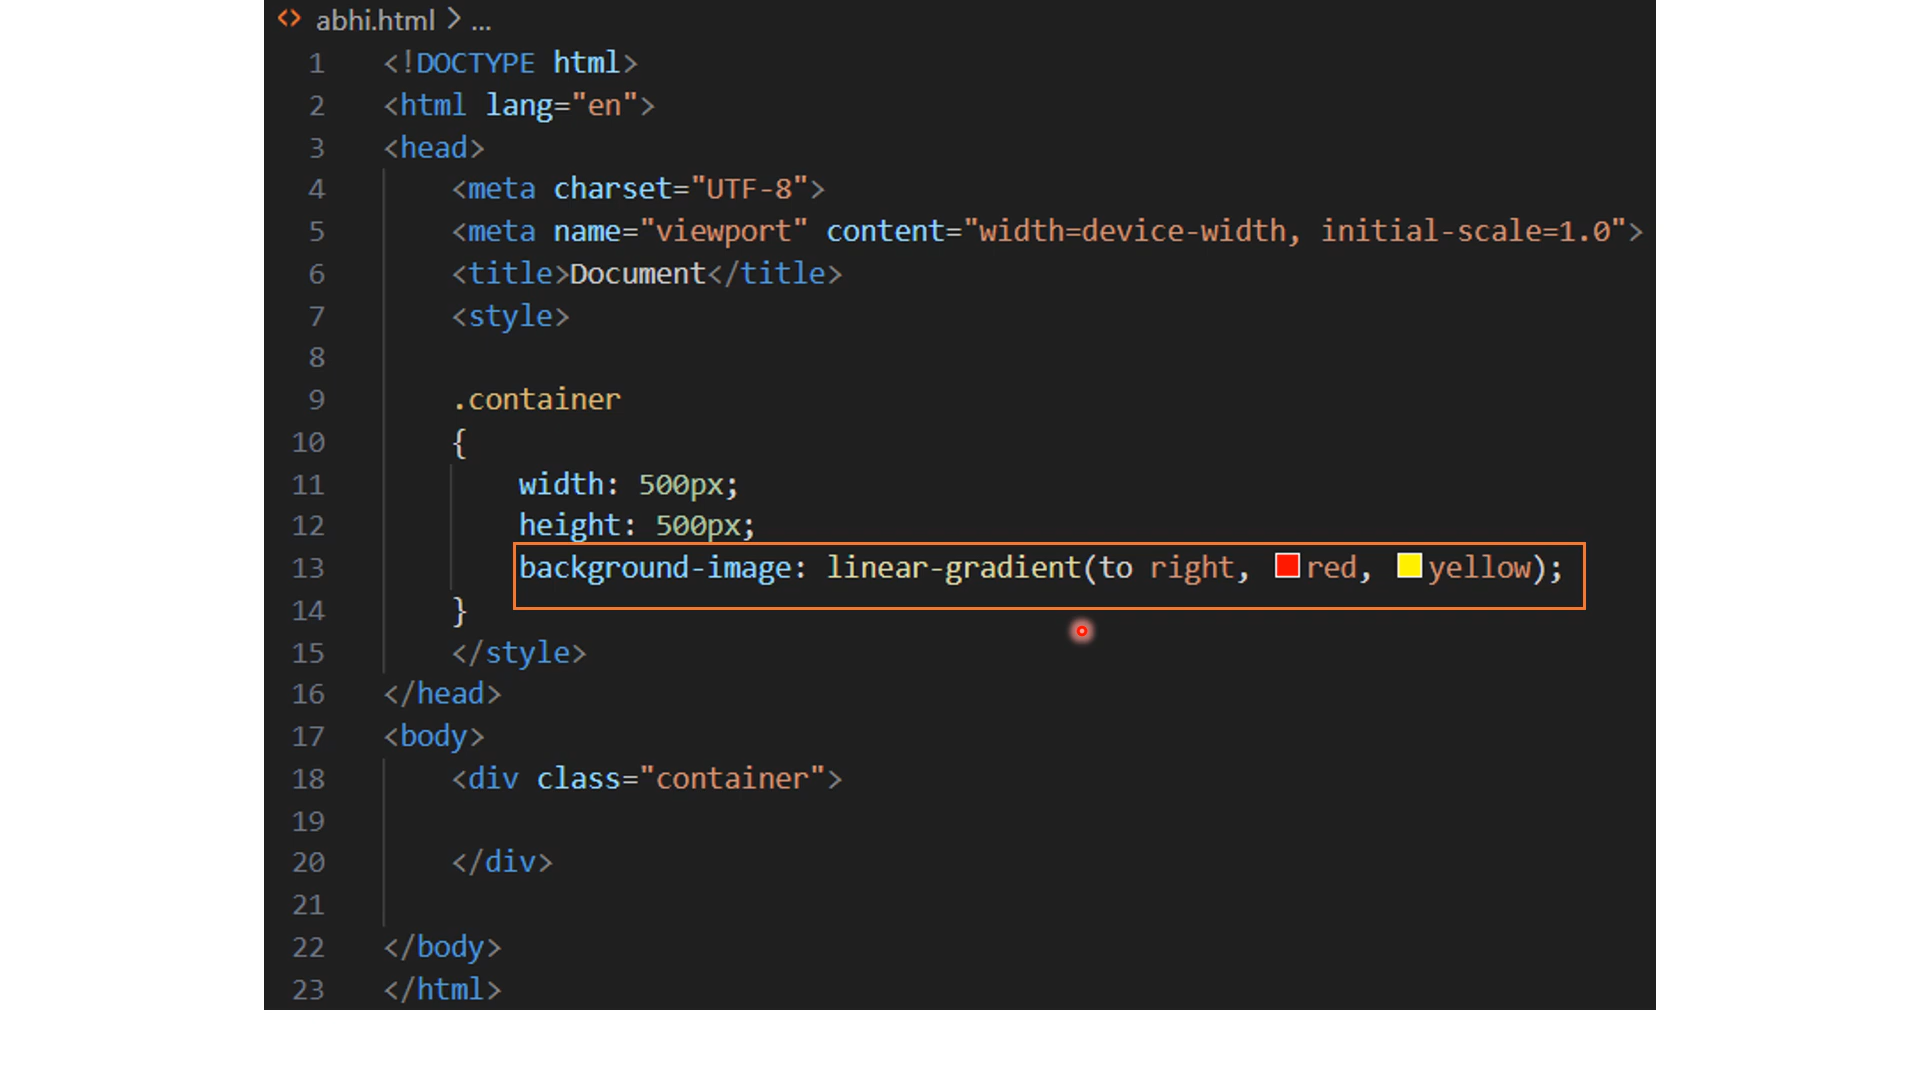 abhi.html > ...
1 <!DOCTYPE html>
2 <html lang="en">
3 <head>
4 <meta charset="UTF-8">
5 <meta name="viewport" content="width=device-width, initial-scale=1.0">
6 <title>Document</title>
7 <style>
8
9 .container
10 {
11 width: 500px;
12 height: 500px;
13 background-image: linear-gradient(to right, red, yellow);
14 }
15 </style>
16 </head>
17 <body>
18 <div class="container">
19
20 </div>
21
22 </body>
23 </html>